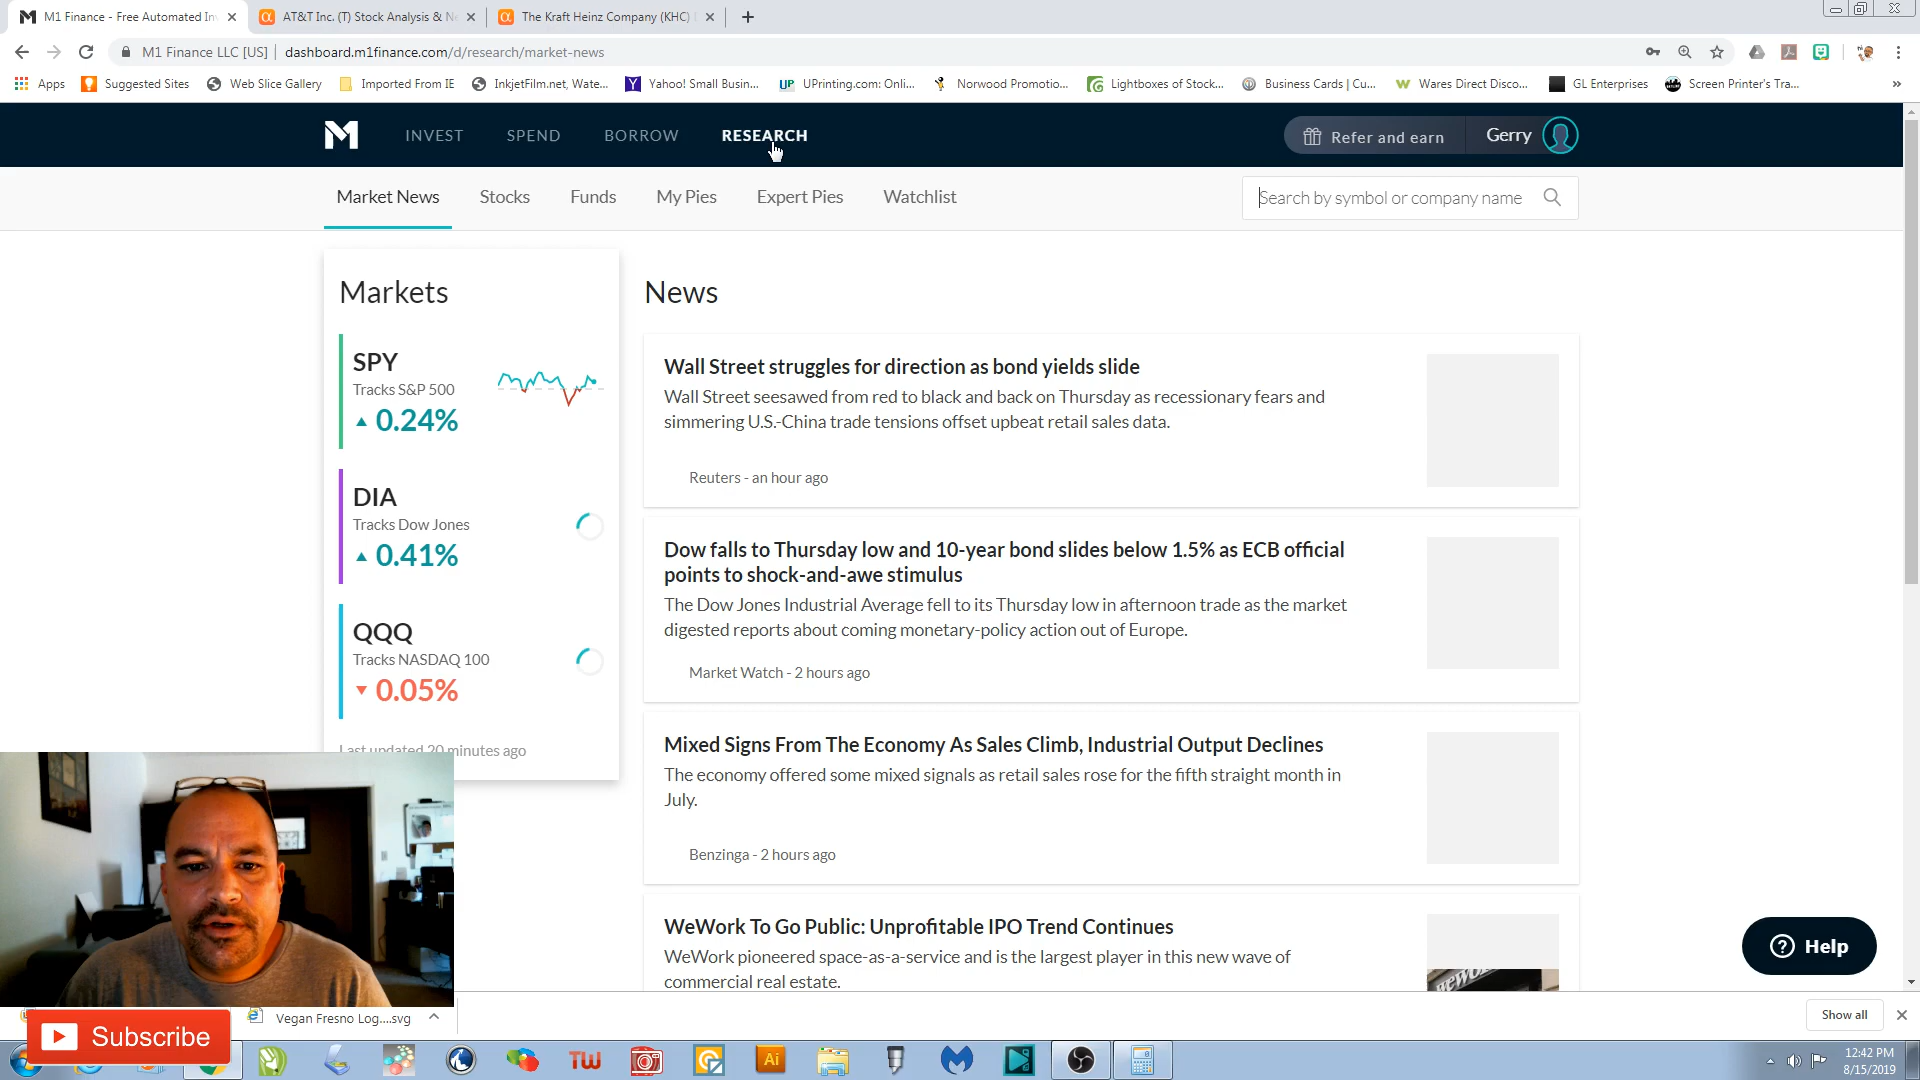 M1 Finance - Free Automated In
AT&T Inc. (T) Stock Analysis & Ne
The Kraft Heinz Company (KHC)
M1 Finance LLC [US] | dashboard.m1finance.com/d/research/market-news
Apps
Suggested Sites
Web Slice Gallery
Imported From IE
InkjetFilm.net, Wate...
Yahoo! Small Busin...
UPrinting.com: Onli...
Norwood Promotio...
Lightboxes of Stock...
Business Cards | Cu...
Wares Direct Disco...
GL Enterprises
Screen Printer's Tra...
INVEST
SPEND
BORROW
RESEARCH
Refer and earn
Gerry
Market News
Stocks
Funds
My Pies
Expert Pies
Watchlist
Search by symbol or company name
Markets
SPY
Tracks S&P 500
0.24%
DIA
Tracks Dow Jones
0.41%
QQQ
Tracks NASDAQ 100
0.05%
Last updated 20 minutes ago
News
Wall Street struggles for direction as bond yields slide
Wall Street seesawed from red to black and back on Thursday as recessionary fears and
simmering U.S.-China trade tensions offset upbeat retail sales data.
Reuters - an hour ago
Dow falls to Thursday low and 10-year bond slides below 1.5% as ECB official
points to shock-and-awe stimulus
The Dow Jones Industrial Average fell to its Thursday low in afternoon trade as the market
digested reports about coming monetary-policy action out of Europe.
Market Watch - 2 hours ago
Mixed Signs From The Economy As Sales Climb, Industrial Output Declines
The economy offered some mixed signals as retail sales rose for the fifth straight month in
July.
Benzinga - 2 hours ago
WeWork To Go Public: Unprofitable IPO Trend Continues
WeWork pioneered space-as-a-service and is the largest player in this new wave of
commercial real estate.
Help
Subscribe
Vegan Fresno Log....svg
Show all
TW
Ai
12:42 PM
8/15/2019